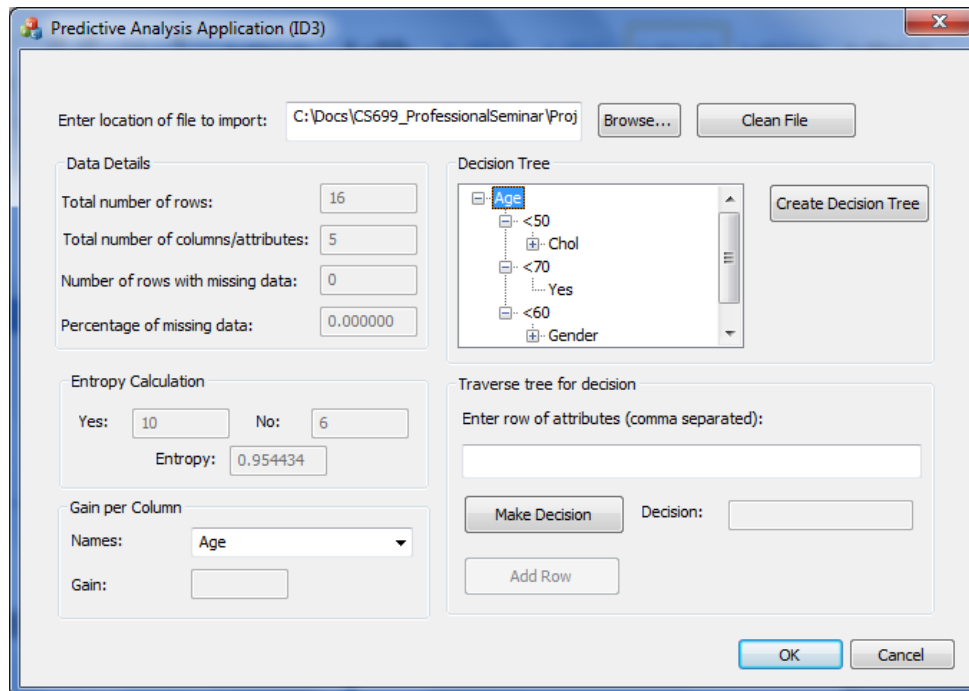 Predictive Analysis Application (ID3)
Enter location of file to import: C:\Docs\CS699_ProfessionalSeminar\Proj Browse... Clean File
Data Details
Total number of rows: 16
Total number of columns/attributes: 5
Number of rows with missing data: 0
Percentage of missing data: 0.000000
Decision Tree
Age
<50
Chol
<70
Yes
<60
Gender
Create Decision Tree
Entropy Calculation
Yes: 10 No: 6
Entropy: 0.954434
Gain per Column
Names: Age
Gain:
Traverse tree for decision
Enter row of attributes (comma separated):
Make Decision Decision:
Add Row
OK Cancel